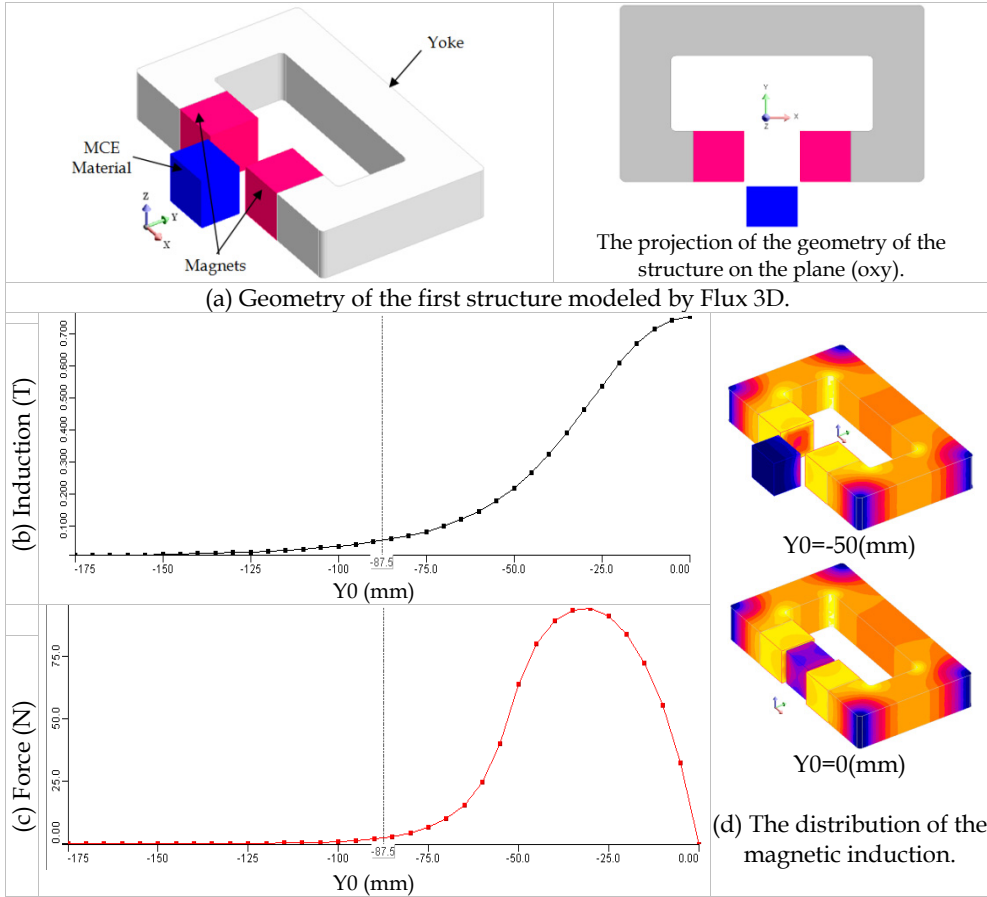 Yoke
MCE
Material
Z
Y
X
Magnets
Y
Z
X
The projection of the geometry of the
structure on the plane (oxy).
(a) Geometry of the first structure modeled by Flux 3D.
(b) Induction (T)
0.700
0.600
0.500
0.400
0.300
0.200
0.100
-175 -150 -125 -100 -87.5 -75.0 -50.0 -25.0 0.00
Y0 (mm)
Y0=-50(mm)
(c) Force (N)
75.0
50.0
25.0
0.00
-175 -150 -125 -100 -87.5 -75.0 -50.0 -25.0 0.00
Y0 (mm)
Y0=0(mm)
(d) The distribution of the
magnetic induction.